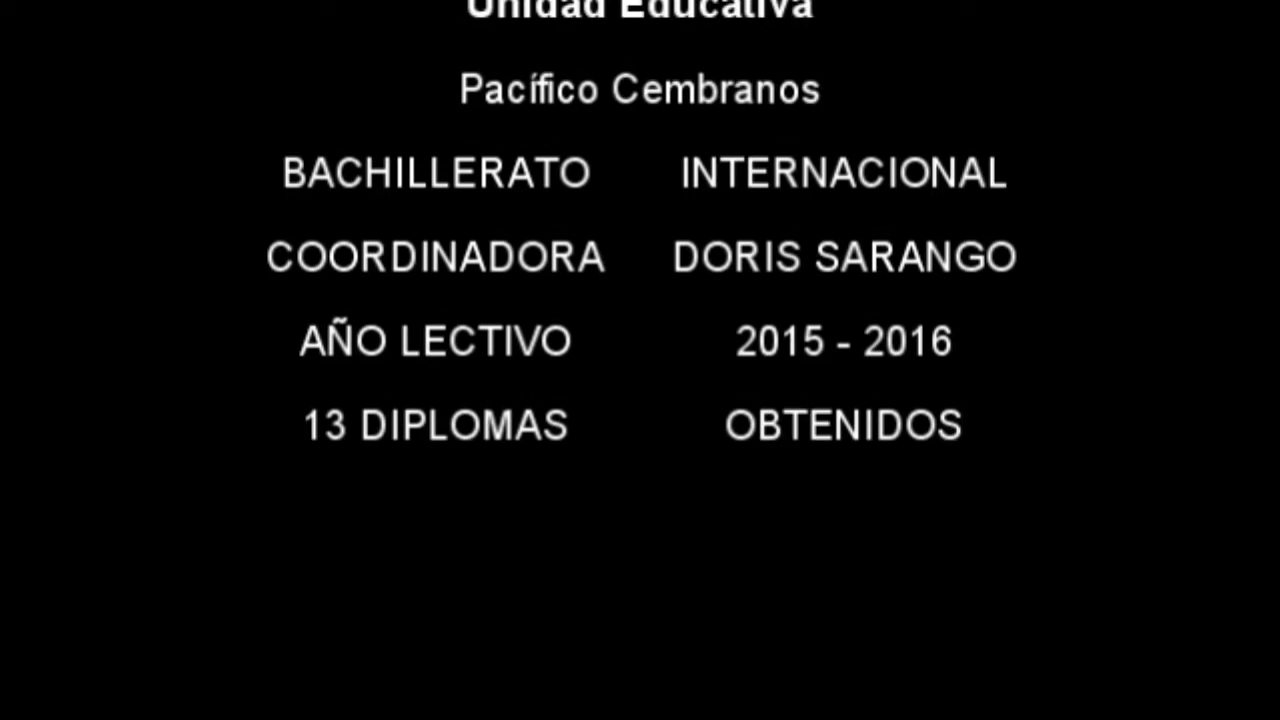 Unidad Educativa
Pacífico Cembranos
BACHILLERATO INTERNACIONAL
COORDINADORA DORIS SARANGO
AÑO LECTIVO 2015 - 2016
13 DIPLOMAS OBTENIDOS